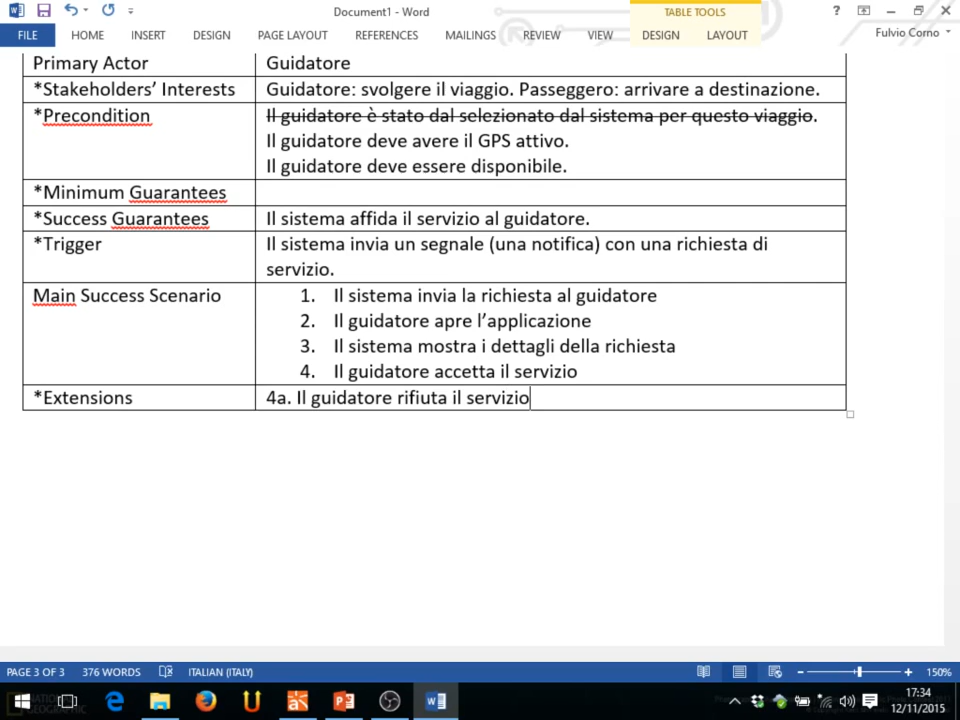 Document1 - Word
TABLE TOOLS
?
FILE
HOME
INSERT
DESIGN
PAGE LAYOUT
REFERENCES
MAILINGS
REVIEW
VIEW
DESIGN
LAYOUT
Fulvio Corno
Primary Actor
Guidatore
*Stakeholders’ Interests
Guidatore: svolgere il viaggio. Passeggero: arrivare a destinazione.
*Precondition
Il guidatore è stato dal selezionato dal sistema per questo viaggio.
Il guidatore deve avere il GPS attivo.
Il guidatore deve essere disponibile.
*Minimum Guarantees
*Success Guarantees
Il sistema affida il servizio al guidatore.
*Trigger
Il sistema invia un segnale (una notifica) con una richiesta di
servizio.
Main Success Scenario
1. Il sistema invia la richiesta al guidatore
2. Il guidatore apre l’applicazione
3. Il sistema mostra i dettagli della richiesta
4. Il guidatore accetta il servizio
*Extensions
4a. Il guidatore rifiuta il servizio
PAGE 3 OF 3
376 WORDS
ITALIAN (ITALY)
150%
17:34
12/11/2015